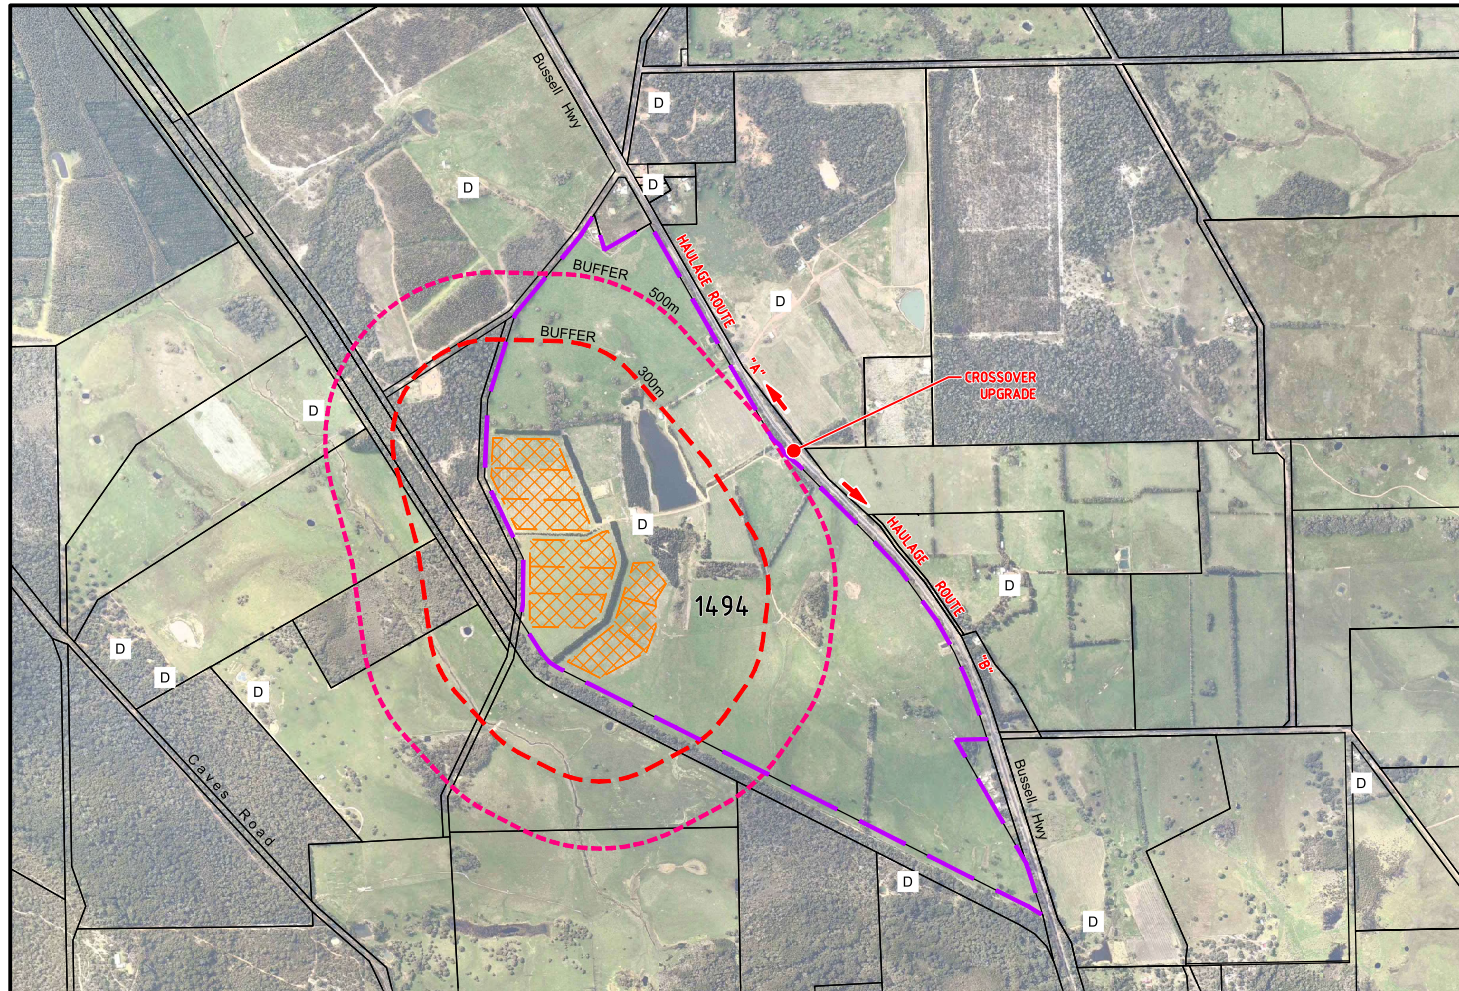 Bussell Hwy
D
D
D
HAULAGE ROUTE
BUFFER
500m
D
BUFFER
300m
"A"
CROSSOVER
UPGRADE
D
D
HAULAGE ROUTE
D
1494
D
"B"
D
D
Caves Road
Bussell Hwy
D
D
D